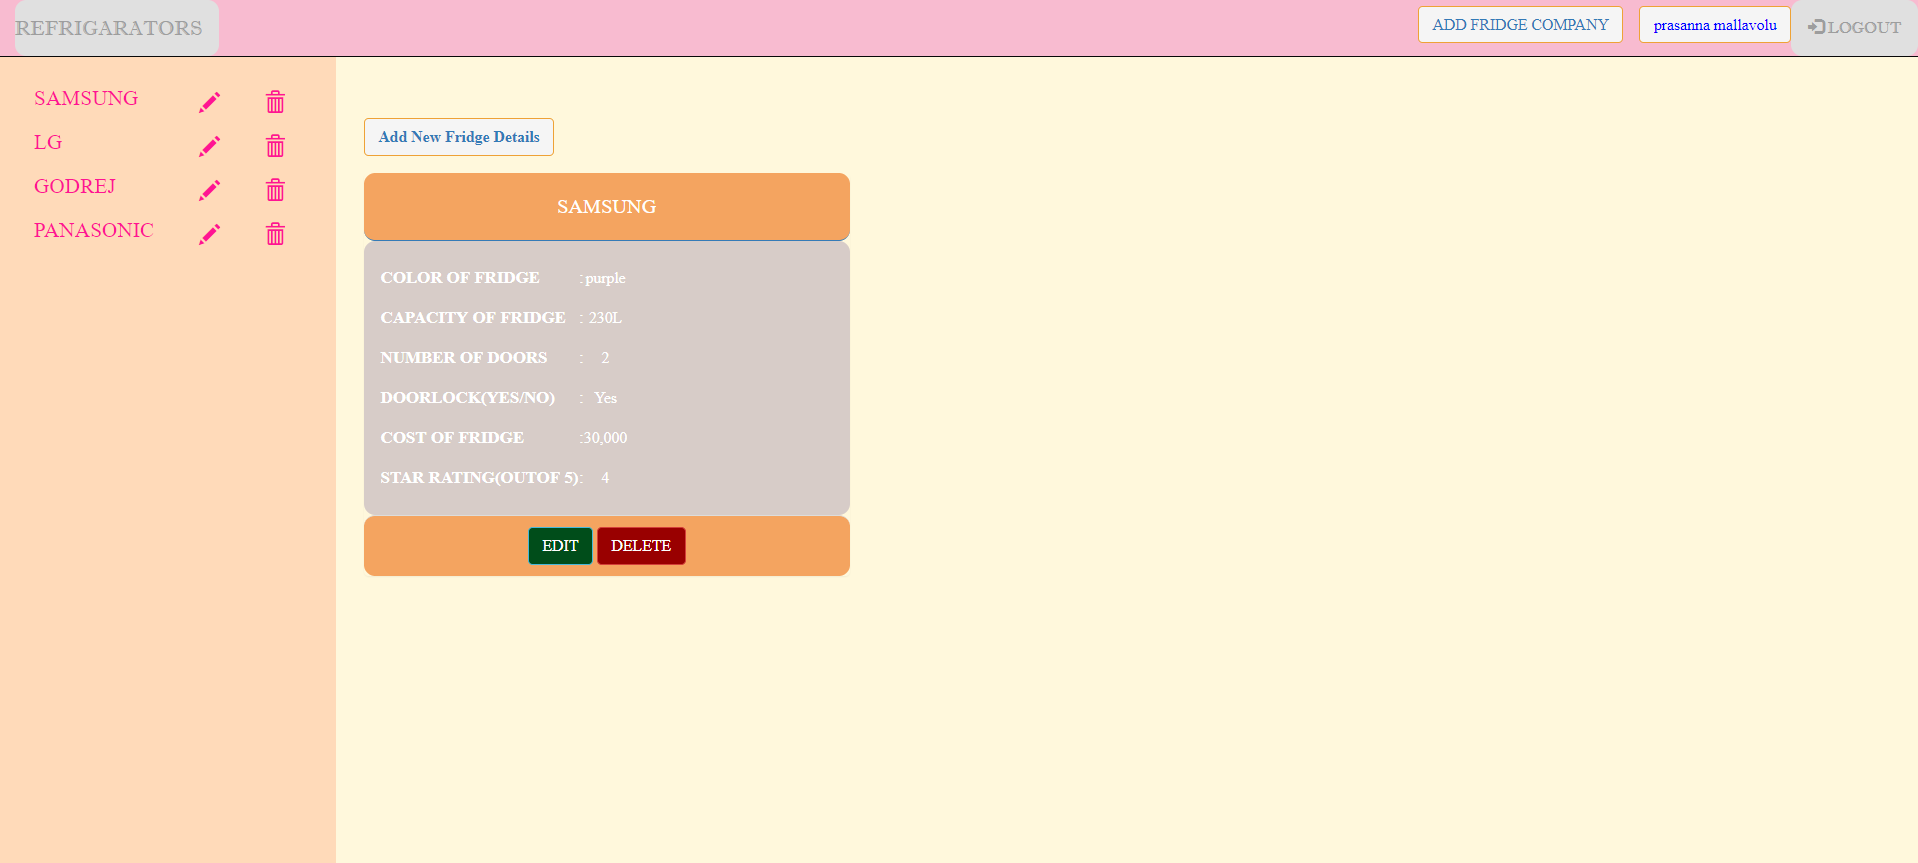 REFRIGARATORS
ADD FRIDGE COMPANY
prasanna mallavolu
LOGOUT
SAMSUNG
LG
GODREJ
PANASONIC
Add New Fridge Details
SAMSUNG
COLOR OF FRIDGE :purple
CAPACITY OF FRIDGE : 230L
NUMBER OF DOORS : 2
DOORLOCK(YES/NO) : Yes
COST OF FRIDGE :30,000
STAR RATING(OUTOF 5): 4
EDIT DELETE